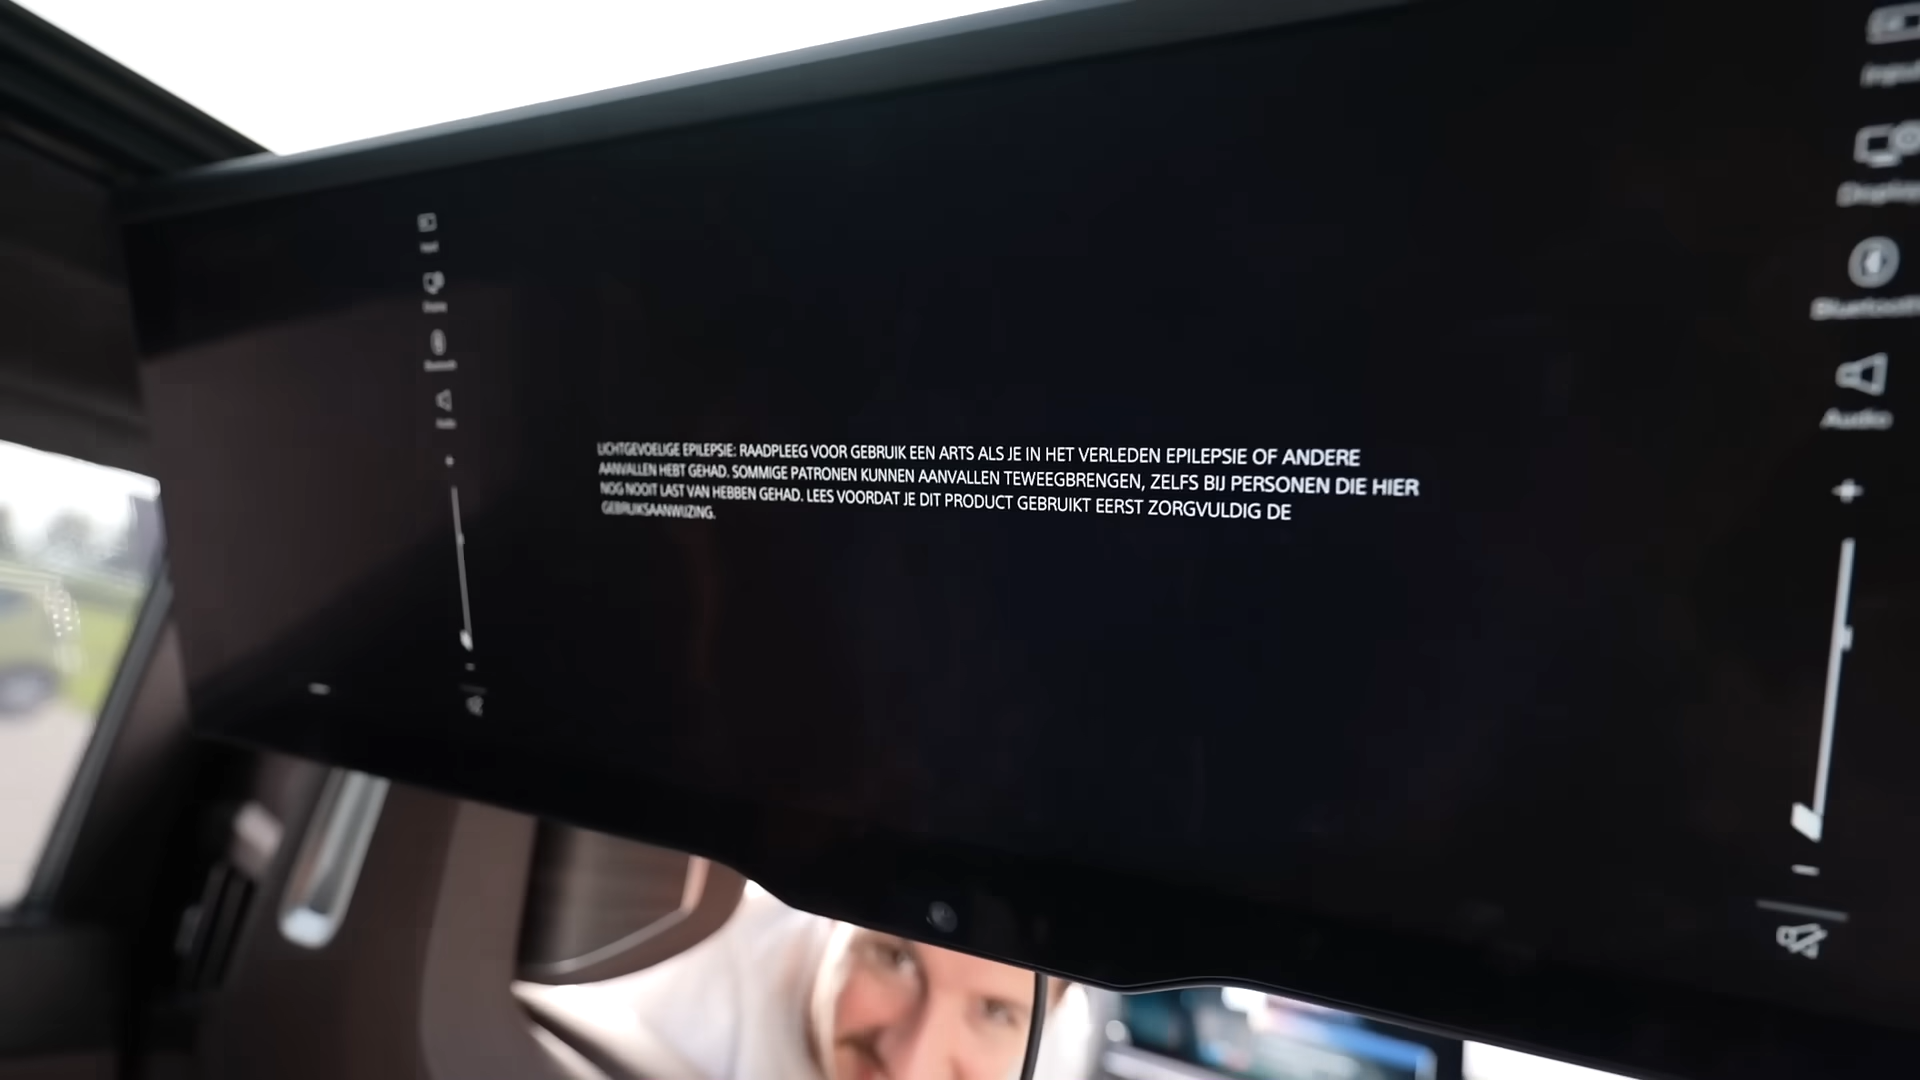 Display
Bluetooth
Audio
LICHTGEVOELIGE EPILEPSIE: RAADPLEEG VOOR GEBRUIK EEN ARTS ALS JE IN HET VERLEDEN EPILEPSIE OF ANDERE
AANVALLEN HEBT GEHAD. SOMMIGE PATRONEN KUNNEN AANVALLEN TEWEEGBRENGEN, ZELFS BIJ PERSONEN DIE HIER
NOG NOOIT LAST VAN HEBBEN GEHAD. LEES VOORDAT JE DIT PRODUCT GEBRUIKT EERST ZORGVULDIG DE
GEBRUIKSAANWIJZING.